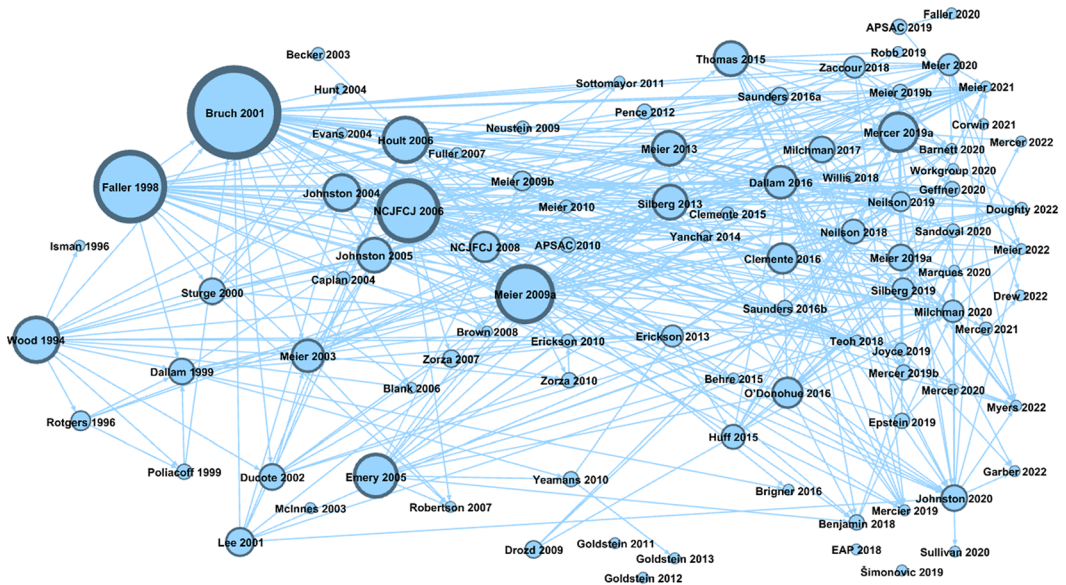 Faller 2020
APSAC 2019
Becker 2003
Robb 2019
Thomas 2015
Zaccour 2018
Meier 2020
Sottomayor 2011
Hunt 2004
Meier 2021
Meier 2019b
Saunders 2016a
Bruch 2001
Pence 2012
Corwin 2021
Neustein 2009
Evans 2004
Mercer 2019a
Hoult 2006
Mercer 2022
Meier 2013
Milchman 2017
Barnett 2020
Fuller 2007
Workgroup 2020
Willis 2018
Meier 2009b
Dallam 2016
Faller 1998
Geffner 2020
Johnston 2004
Silberg 2013
Neilson 2019
Meier 2010
Doughty 2022
NCJFCJ 2006
Clemente 2015
Sandoval 2020
Neilson 2018
Yanchar 2014
Isman 1996
NCJFCJ 2008
APSAC 2010
Meier 2022
Johnston 2005
Clemente 2016
Meier 2019a
Marques 2020
Caplan 2004
Sturge 2000
Silberg 2019
Meier 2009a
Drew 2022
Saunders 2016b
Milchman 2020
Mercer 2021
Brown 2008
Erickson 2013
Wood 1994
Erickson 2010
Teoh 2018
Joyce 2019
Meier 2003
Zorza 2007
Dallam 1999
Mercer 2019b
Behre 2015
Zorza 2010
Blank 2006
Mercer 2020
O'Donohue 2016
Myers 2022
Rotgers 1996
Epstein 2019
Huff 2015
Poliacoff 1999
Garber 2022
Dudote 2002
Emery 2005
Yeamans 2010
Brigner 2016
Johnston 2020
McInnes 2003
Robertson 2007
Mercier 2019
Benjamin 2018
Lee 2001
Goldstein 2011
Drozd 2009
EAP 2018
Sullivan 2020
Goldstein 2013
Šimonovic 2019
Goldstein 2012